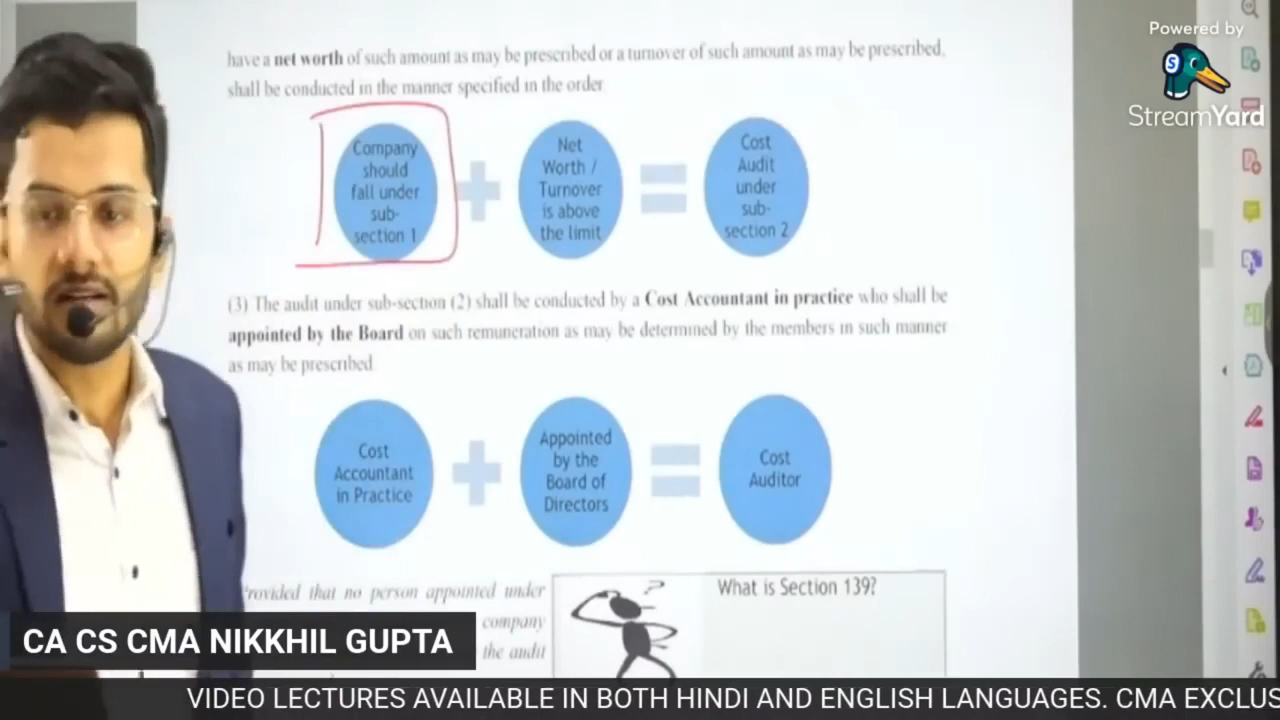 Powered by
StreamYard
have a net worth of such amount as may be prescribed or a turnover of such amount as may be prescribed,
shall be conducted in the manner specified in the order
Company
should
fall under
sub-
section 1
Net
Worth /
Turnover
is above
the limit
Cost
Audit
under
sub-
section 2
(3) The audit under sub-section (2) shall be conducted by a Cost Accountant in practice who shall be
appointed by the Board on such remuneration as may be determined by the members in such manner
as may be prescribed
Cost
Accountant
in Practice
Appointed
by the
Board of
Directors
Cost
Auditor
rovided that no person appointed under
company
the audit
What is Section 139?
CA CS CMA NIKKHIL GUPTA
VIDEO LECTURES AVAILABLE IN BOTH HINDI AND ENGLISH LANGUAGES. CMA EXCLUS